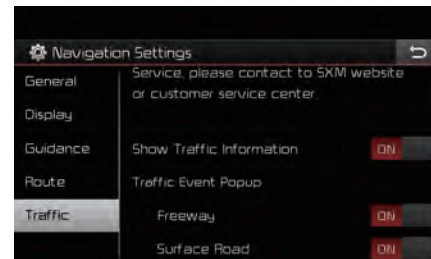 Navigation Settings
General
Display
Guidance
Route
Traffic
Service, please contact to SXM website
or customer service center.
Show Traffic Information ON
Traffic Event Popup
Freeway ON
Surface Road ON